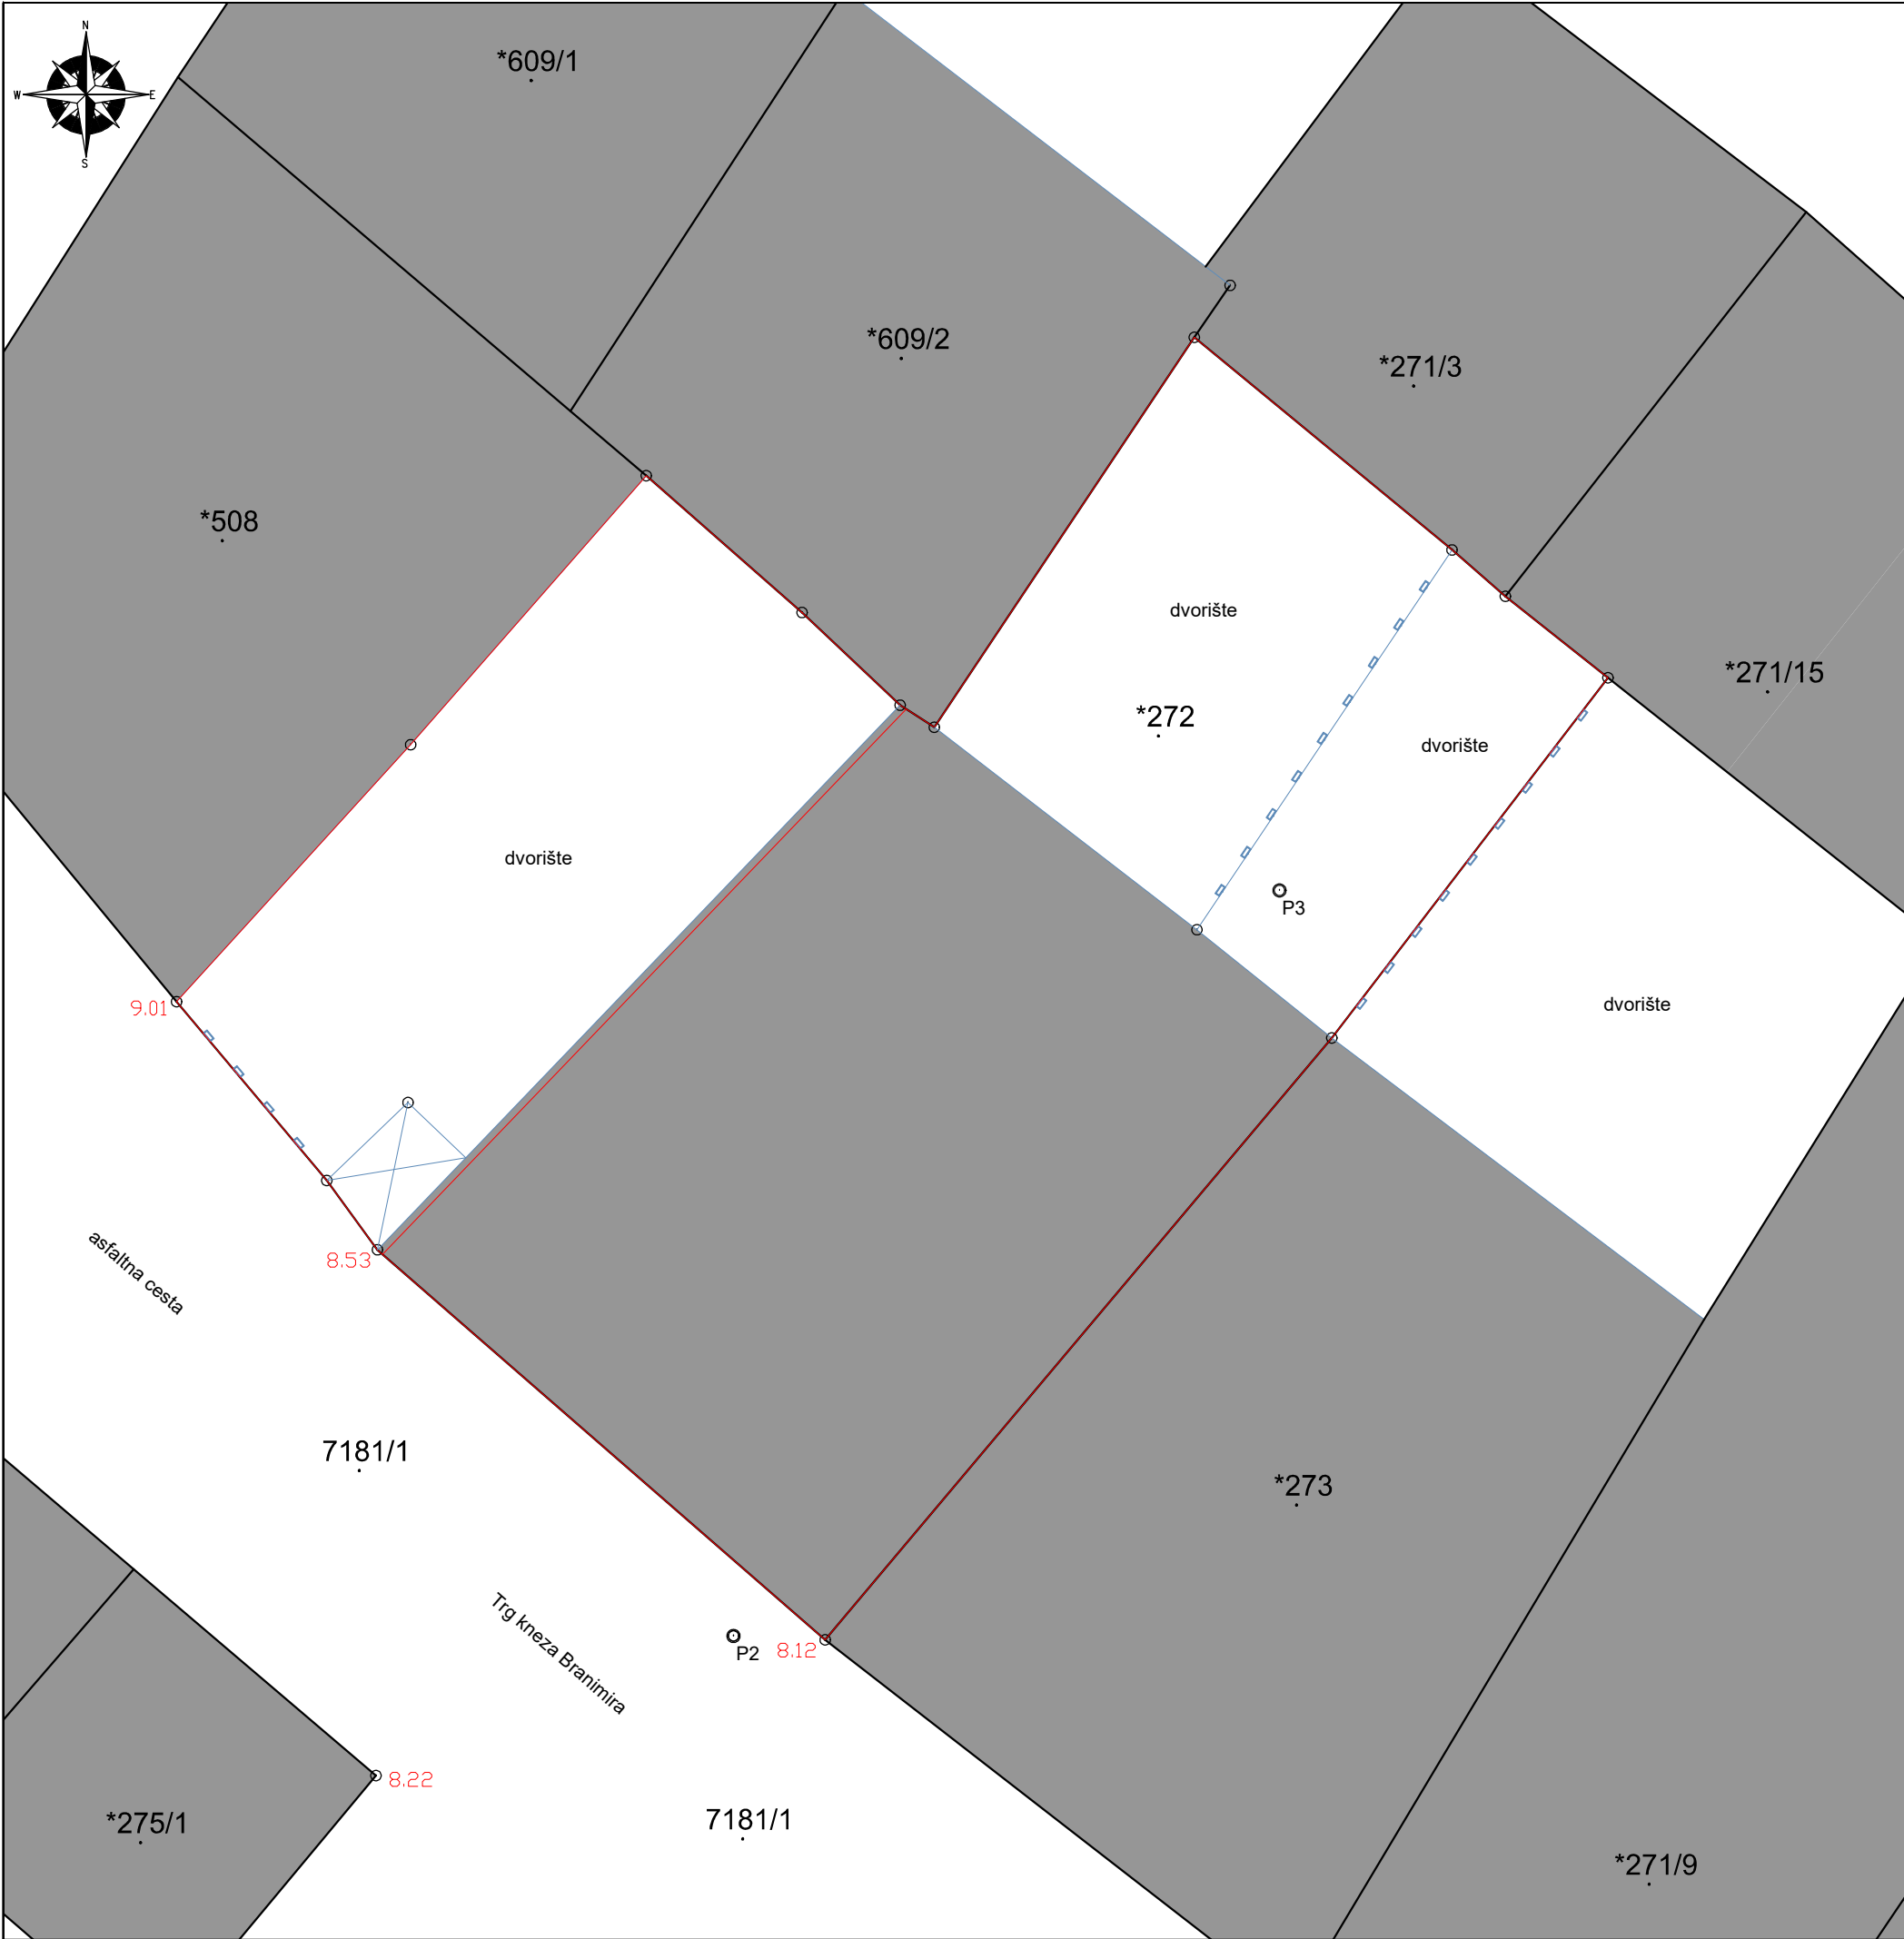 N
W E
S
*609/1
*609/2
*271/3
*508
dvorište
*271/15
*272
dvorište
dvorište
P3
9.01
dvorište
8.53
asfaltna cesta
7181/1
*273
Trg kneza Branimira
P2
8.12
8.22
*275/1
7181/1
*271/9